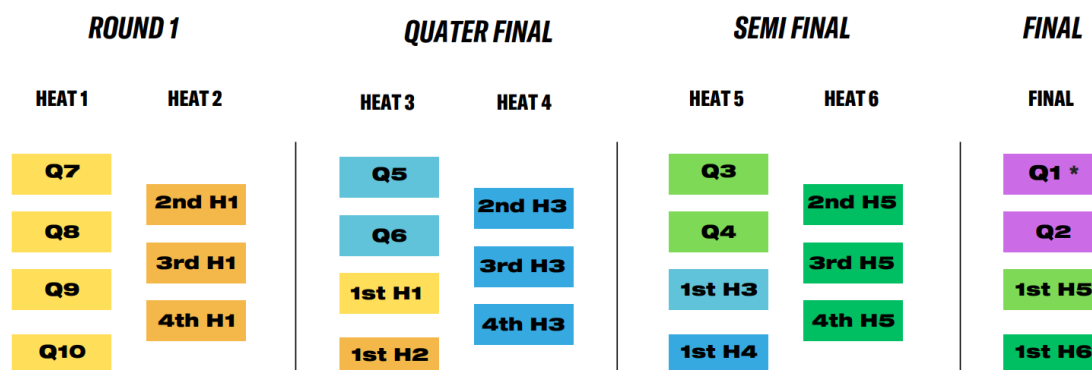 ROUND 1
QUATER FINAL
SEMI FINAL
FINAL
HEAT 1
HEAT 2
HEAT 3
HEAT 4
HEAT 5
HEAT 6
FINAL
Q7
Q8
Q9
Q10
2nd H1
3rd H1
4th H1
Q5
Q6
1st H1
1st H2
2nd H3
3rd H3
4th H3
Q3
Q4
1st H3
1st H4
2nd H5
3rd H5
4th H5
Q1 *
Q2
1st H5
1st H6